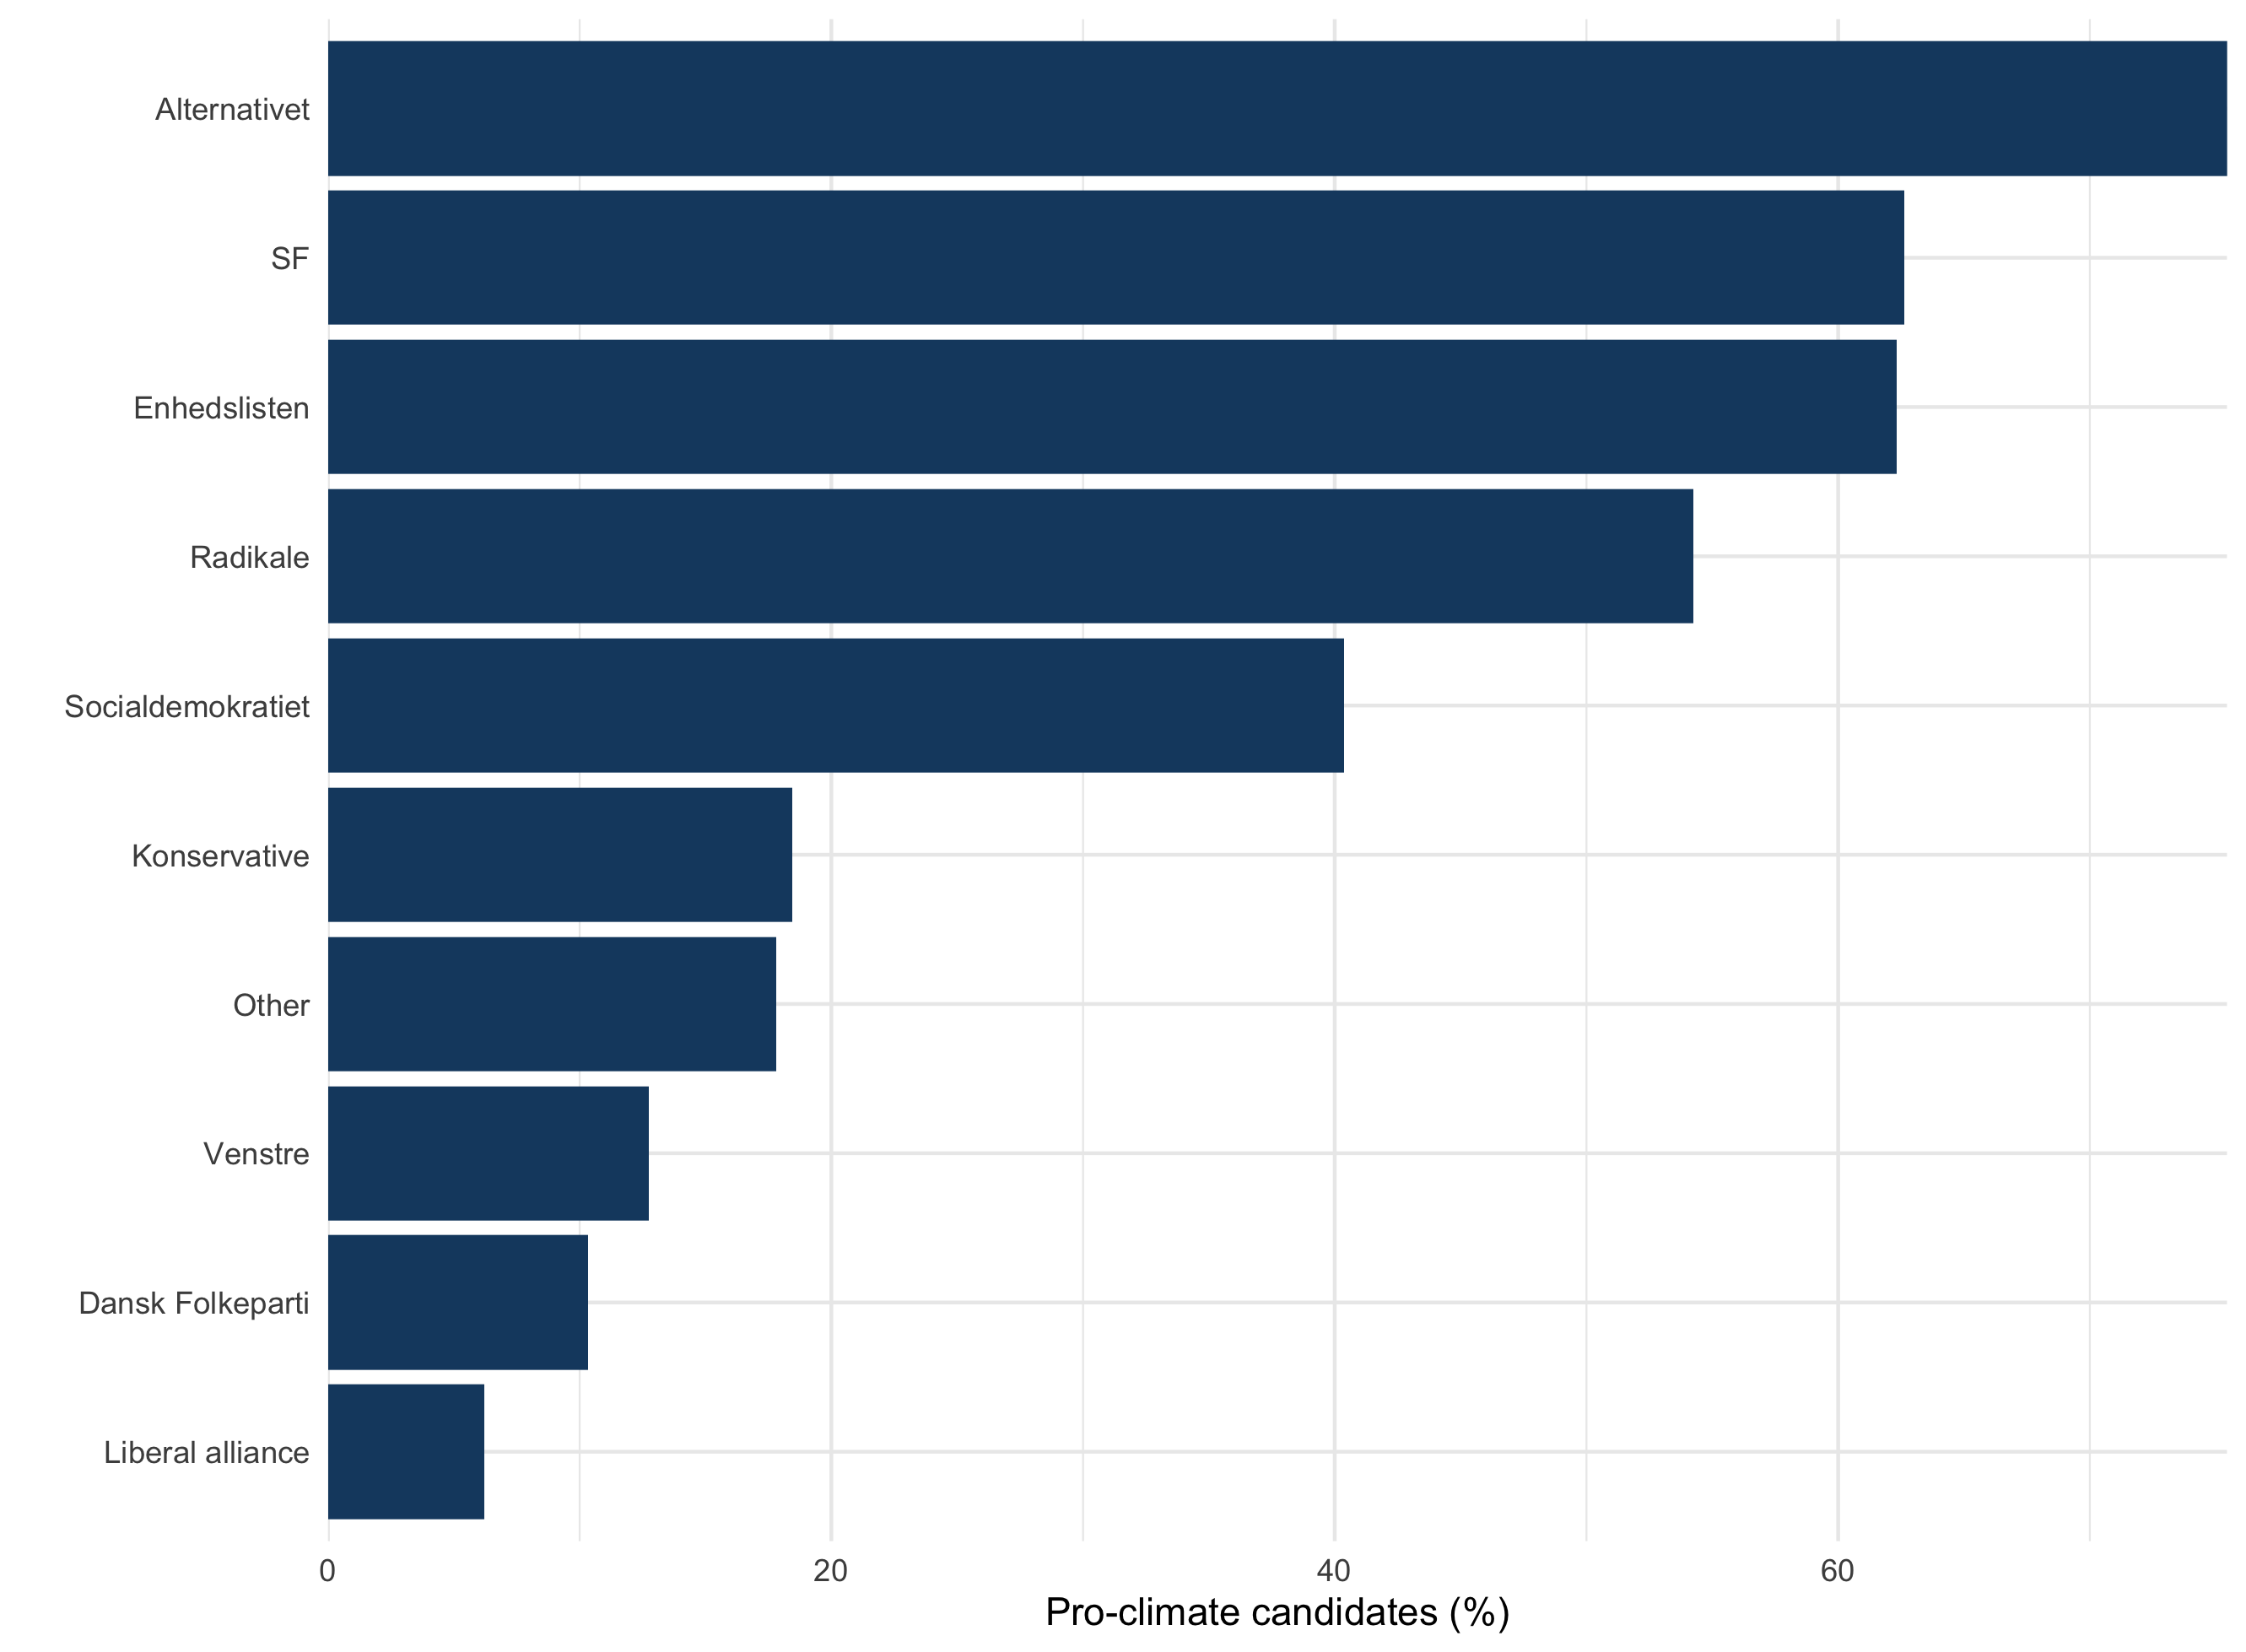 Alternativet
SF
Enhedslisten
Radikale
Socialdemokratiet
Konservative
Other
Venstre
Dansk Folkeparti
Liberal alliance
0 20 40 60
Pro-climate candidates (%)